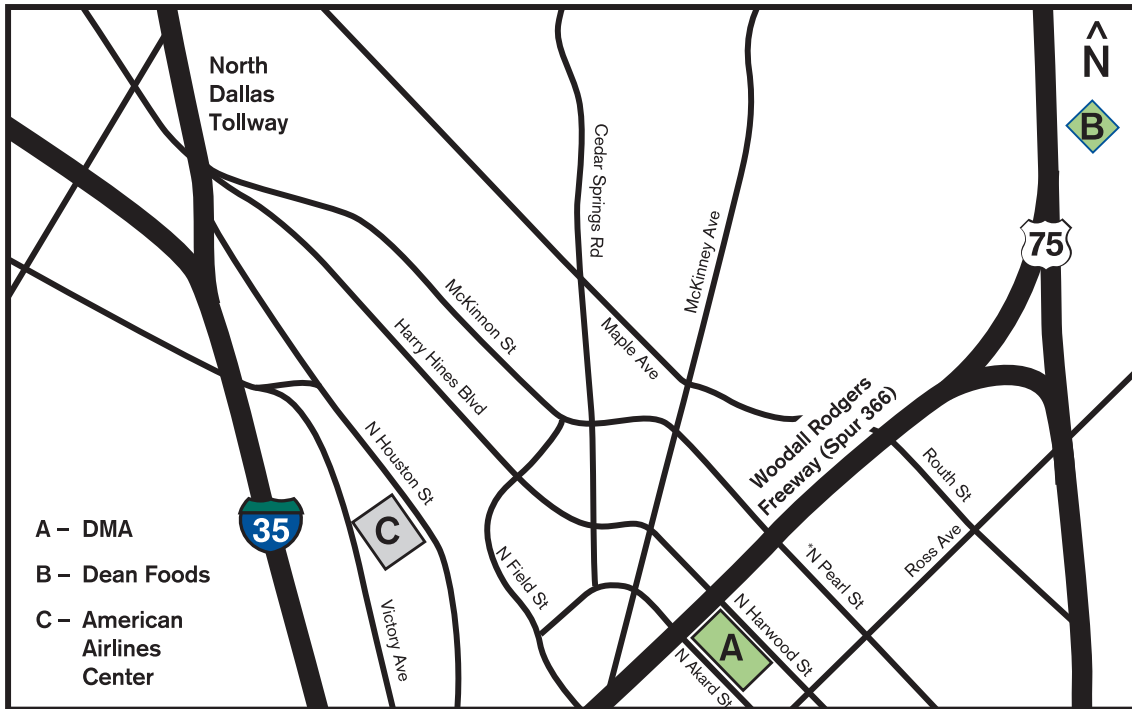 North
Dallas
Tollway
^
N
B
Cedar Springs Rd
McKinney Ave
75
McKinnon St
Harry Hines Blvd
Maple Ave
Woodall Rodgers
Freeway (Spur 366)
N Houston St
Routh St
Ross Ave
35
C
A – DMA
B – Dean Foods
C – American
Airlines
Center
N Field St
*N Pearl St
Victory Ave
N Harwood St
A
N Akard St